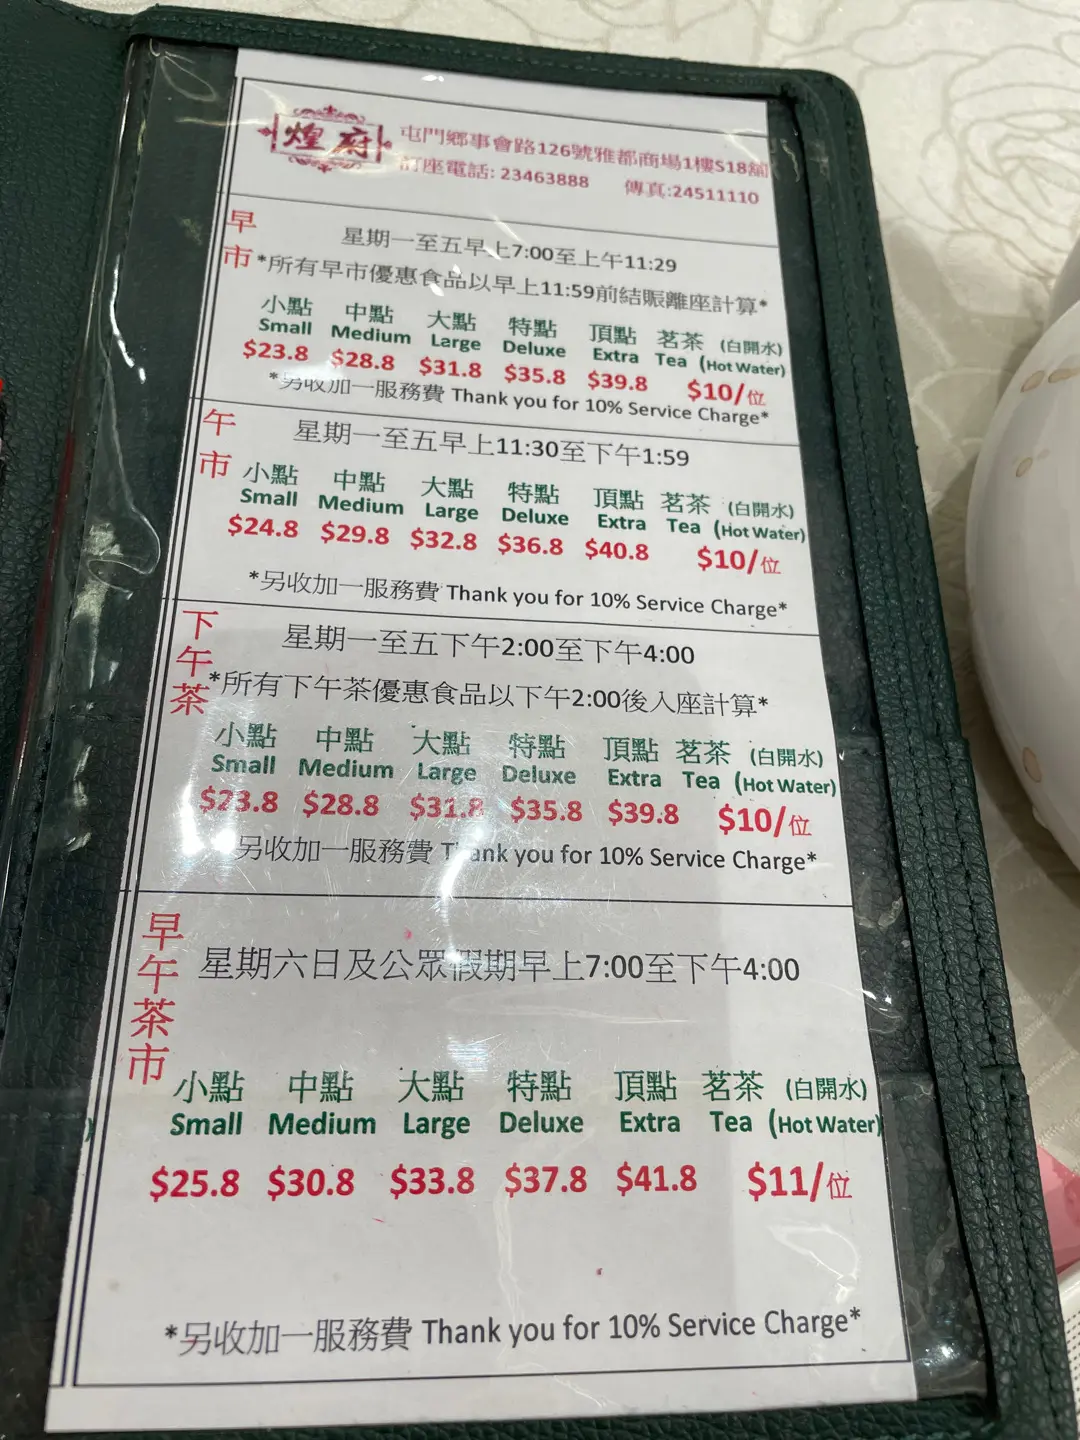 煌府
屯門鄉事會路126號雅都商場1樓S18舖
訂座電話: 23463888 傳真:24511110
早市
星期一至五早上7:00至上午11:29
*所有早市優惠食品以早上11:59前結賬離座計算*
小點 中點 大點 特點 頂點 茗茶 (白開水)
Small Medium Large Deluxe Extra Tea (Hot Water)
$23.8 $28.8 $31.8 $35.8 $39.8 $10/位
*另收加一服務費 Thank you for 10% Service Charge*
午市
星期一至五早上11:30至下午1:59
小點 中點 大點 特點 頂點 茗茶 (白開水)
Small Medium Large Deluxe Extra Tea (Hot Water)
$24.8 $29.8 $32.8 $36.8 $40.8 $10/位
*另收加一服務費 Thank you for 10% Service Charge*
下午茶
星期一至五下午2:00至下午4:00
*所有下午茶優惠食品以下午2:00後入座計算*
小點 中點 大點 特點 頂點 茗茶 (白開水)
Small Medium Large Deluxe Extra Tea (Hot Water)
$23.8 $28.8 $31.8 $35.8 $39.8 $10/位
另收加一服務費 Thank you for 10% Service Charge*
早午茶市
星期六日及公眾假期早上7:00至下午4:00
小點 中點 大點 特點 頂點 茗茶 (白開水)
Small Medium Large Deluxe Extra Tea (Hot Water)
$25.8 $30.8 $33.8 $37.8 $41.8 $11/位
*另收加一服務費 Thank you for 10% Service Charge*